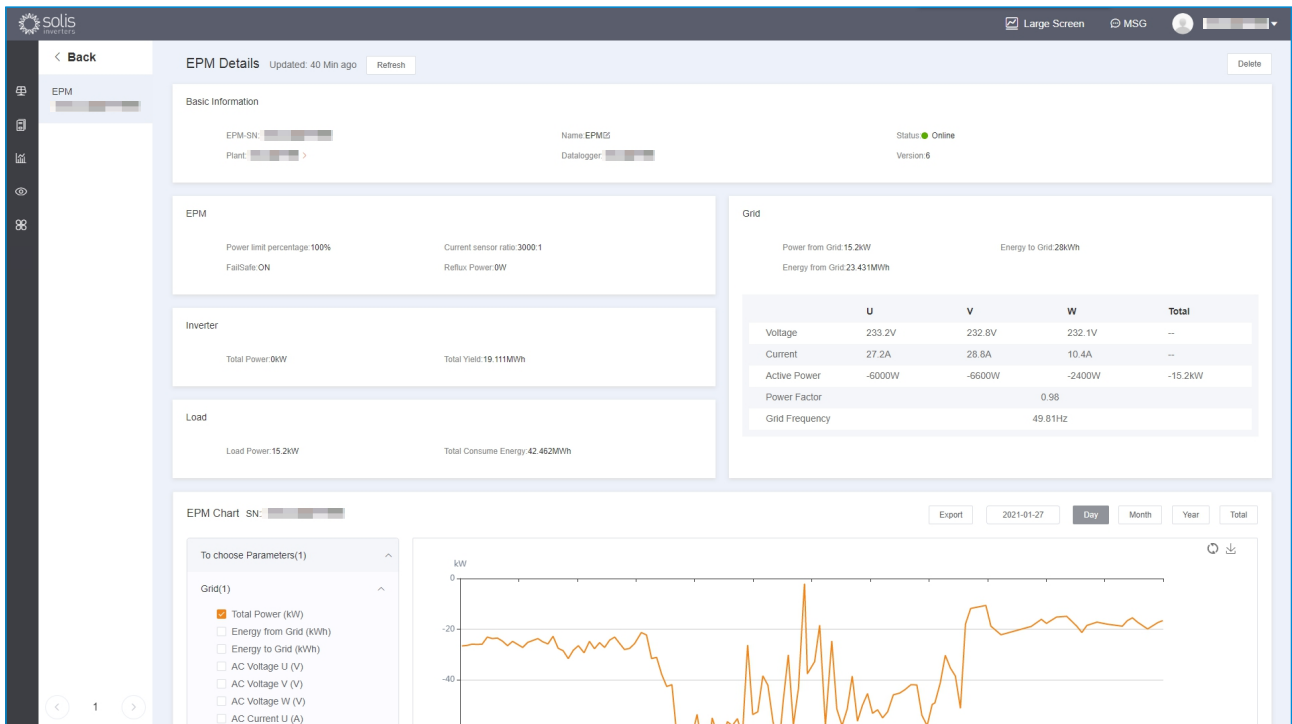 solis
inverters
Large Screen
MSG
Back
EPM Details Updated: 40 Min ago Refresh
Delete
EPM
Basic Information
EPM-SN:
Name:EPM
Status: Online
Plant:
Datalogger:
Version:6
EPM
Power limit percentage:100%
Current sensor ratio:3000:1
FailSafe:ON
Reflux Power:0W
Grid
Power from Grid:15.2kW
Energy to Grid:28kWh
Energy from Grid:23.431MWh
U V W Total
Voltage 233.2V 232.8V 232.1V --
Current 27.2A 28.8A 10.4A --
Active Power -6000W -6600W -2400W -15.2kW
Power Factor 0.98
Grid Frequency 49.81Hz
Inverter
Total Power:0kW
Total Yield:19.111MWh
Load
Load Power:15.2kW
Total Consume Energy:42.462MWh
EPM Chart SN:
Export 2021-01-27 Day Month Year Total
To choose Parameters(1)
Grid(1)
Total Power (kW)
Energy from Grid (kWh)
Energy to Grid (kWh)
AC Voltage U (V)
AC Voltage V (V)
AC Voltage W (V)
AC Current U (A)
kW
0
-20
-40
1